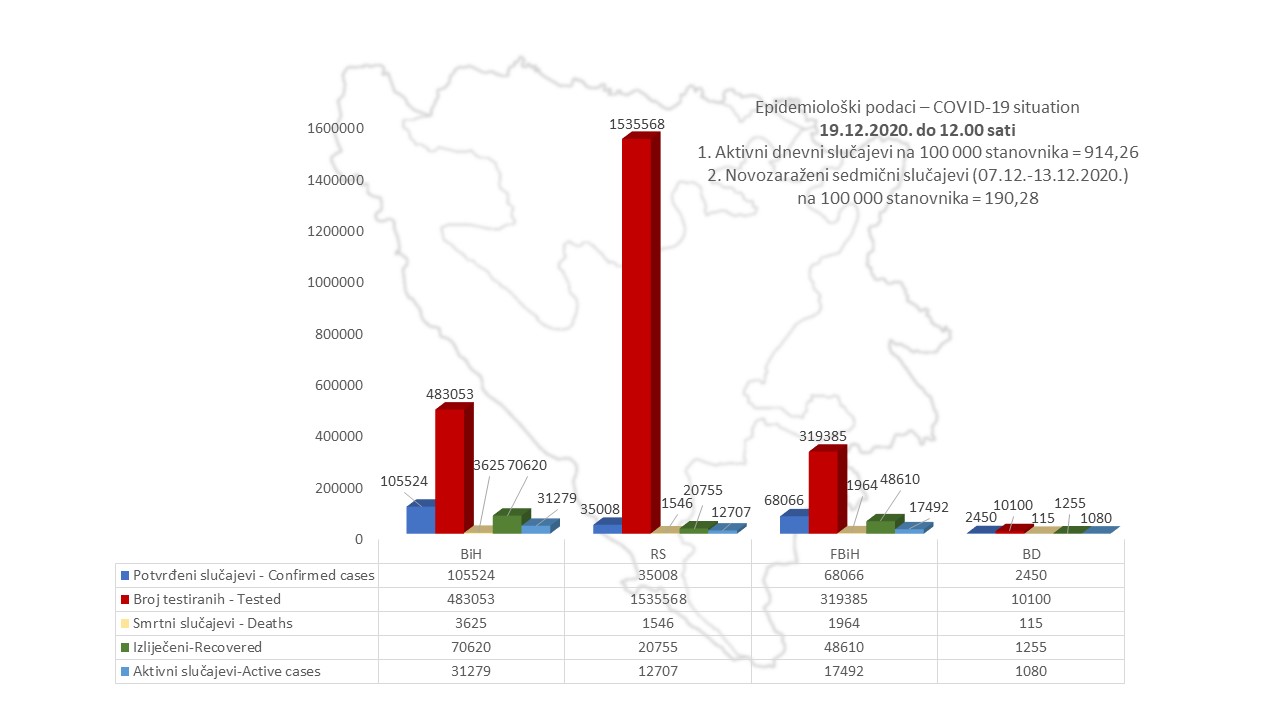 Epidemiološki podaci – COVID-19 situation
19.12.2020. do 12.00 sati
1. Aktivni dnevni slučajevi na 100 000 stanovnika = 914,26
2. Novozaraženi sedmični slučajevi (07.12.-13.12.2020.)
na 100 000 stanovnika = 190,28
1600000
1400000
1200000
1000000
800000
600000
400000
200000
0
105524 483053 3625 70620 31279
35008 1535568 1546 20755 12707
68066 319385 1964 48610 17492
2450 10100 115 1255 1080
BiH RS FBiH BD
Potvrđeni slučajevi - Confirmed cases 105524 35008 68066 2450
Broj testiranih - Tested 483053 1535568 319385 10100
Smrtni slučajevi - Deaths 3625 1546 1964 115
Izliječeni-Recovered 70620 20755 48610 1255
Aktivni slučajevi-Active cases 31279 12707 17492 1080